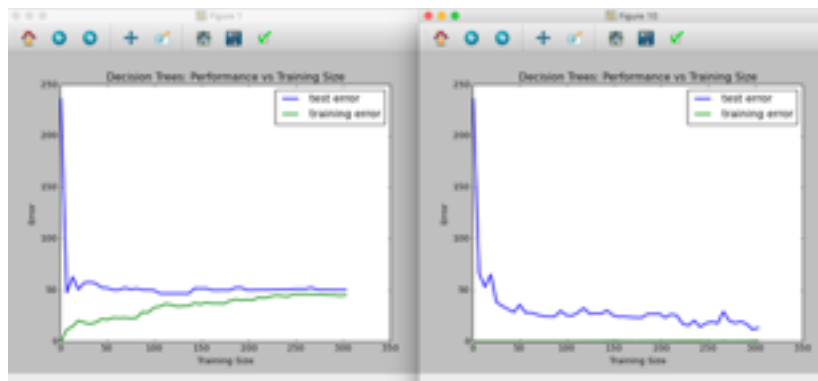 Figure 1
Decision Trees: Performance vs Training Size
250
200
150
100
50
0
Error
test error
training error
0 50 100 150 200 250 300 350
Training Size
Figure 10
Decision Trees: Performance vs Training Size
250
200
150
100
50
0
Error
test error
training error
0 50 100 150 200 250 300 350
Training Size